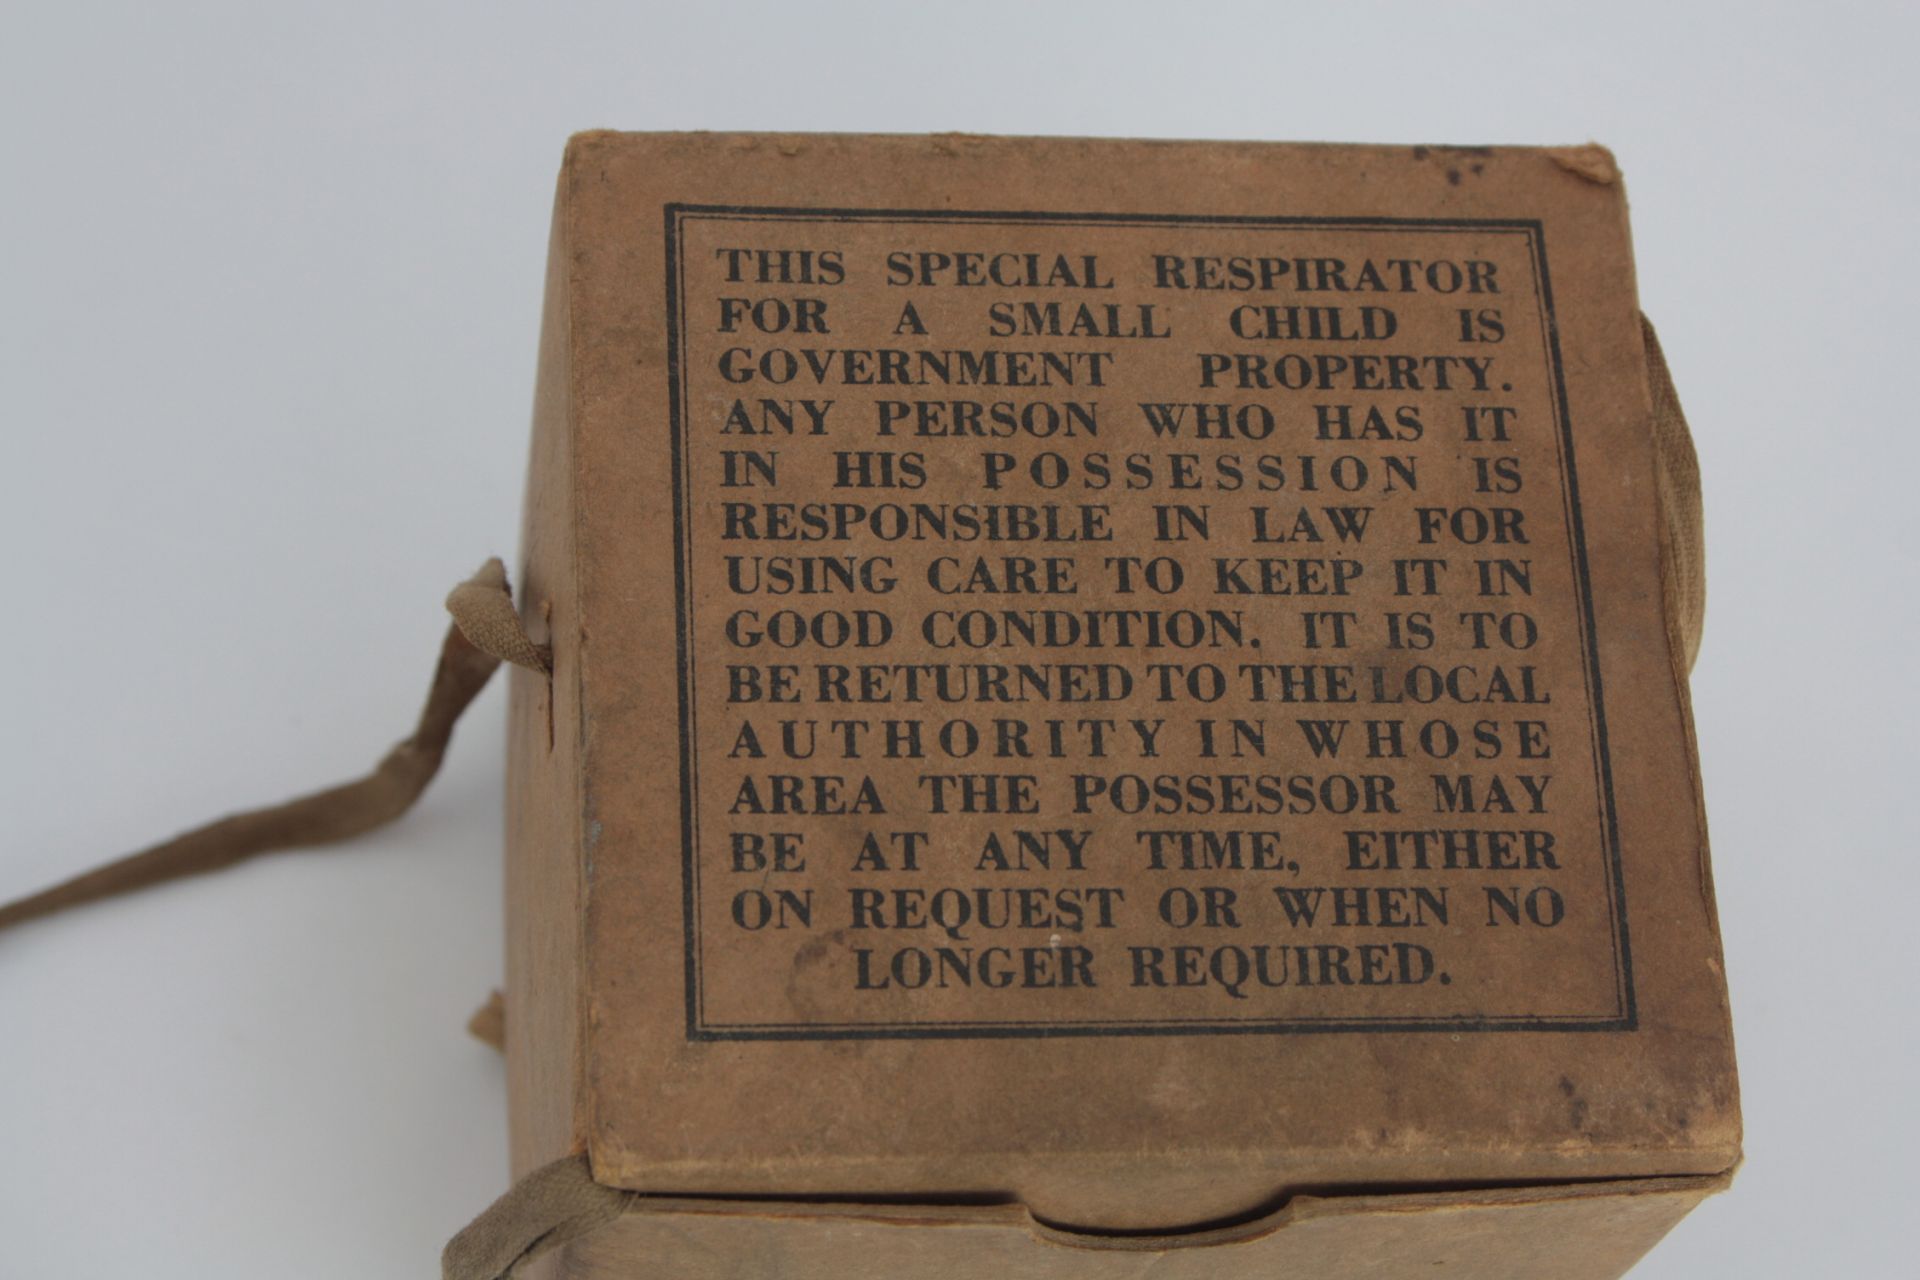 THIS SPECIAL RESPIRATOR
FOR A SMALL CHILD IS
GOVERNMENT PROPERTY.
ANY PERSON WHO HAS IT
IN HIS POSSESSION IS
RESPONSIBLE IN LAW FOR
USING CARE TO KEEP IT IN
GOOD CONDITION. IT IS TO
BE RETURNED TO THE LOCAL
AUTHORITY IN WHOSE
AREA THE POSSESSOR MAY
BE AT ANY TIME, EITHER
ON REQUEST OR WHEN NO
LONGER REQUIRED.